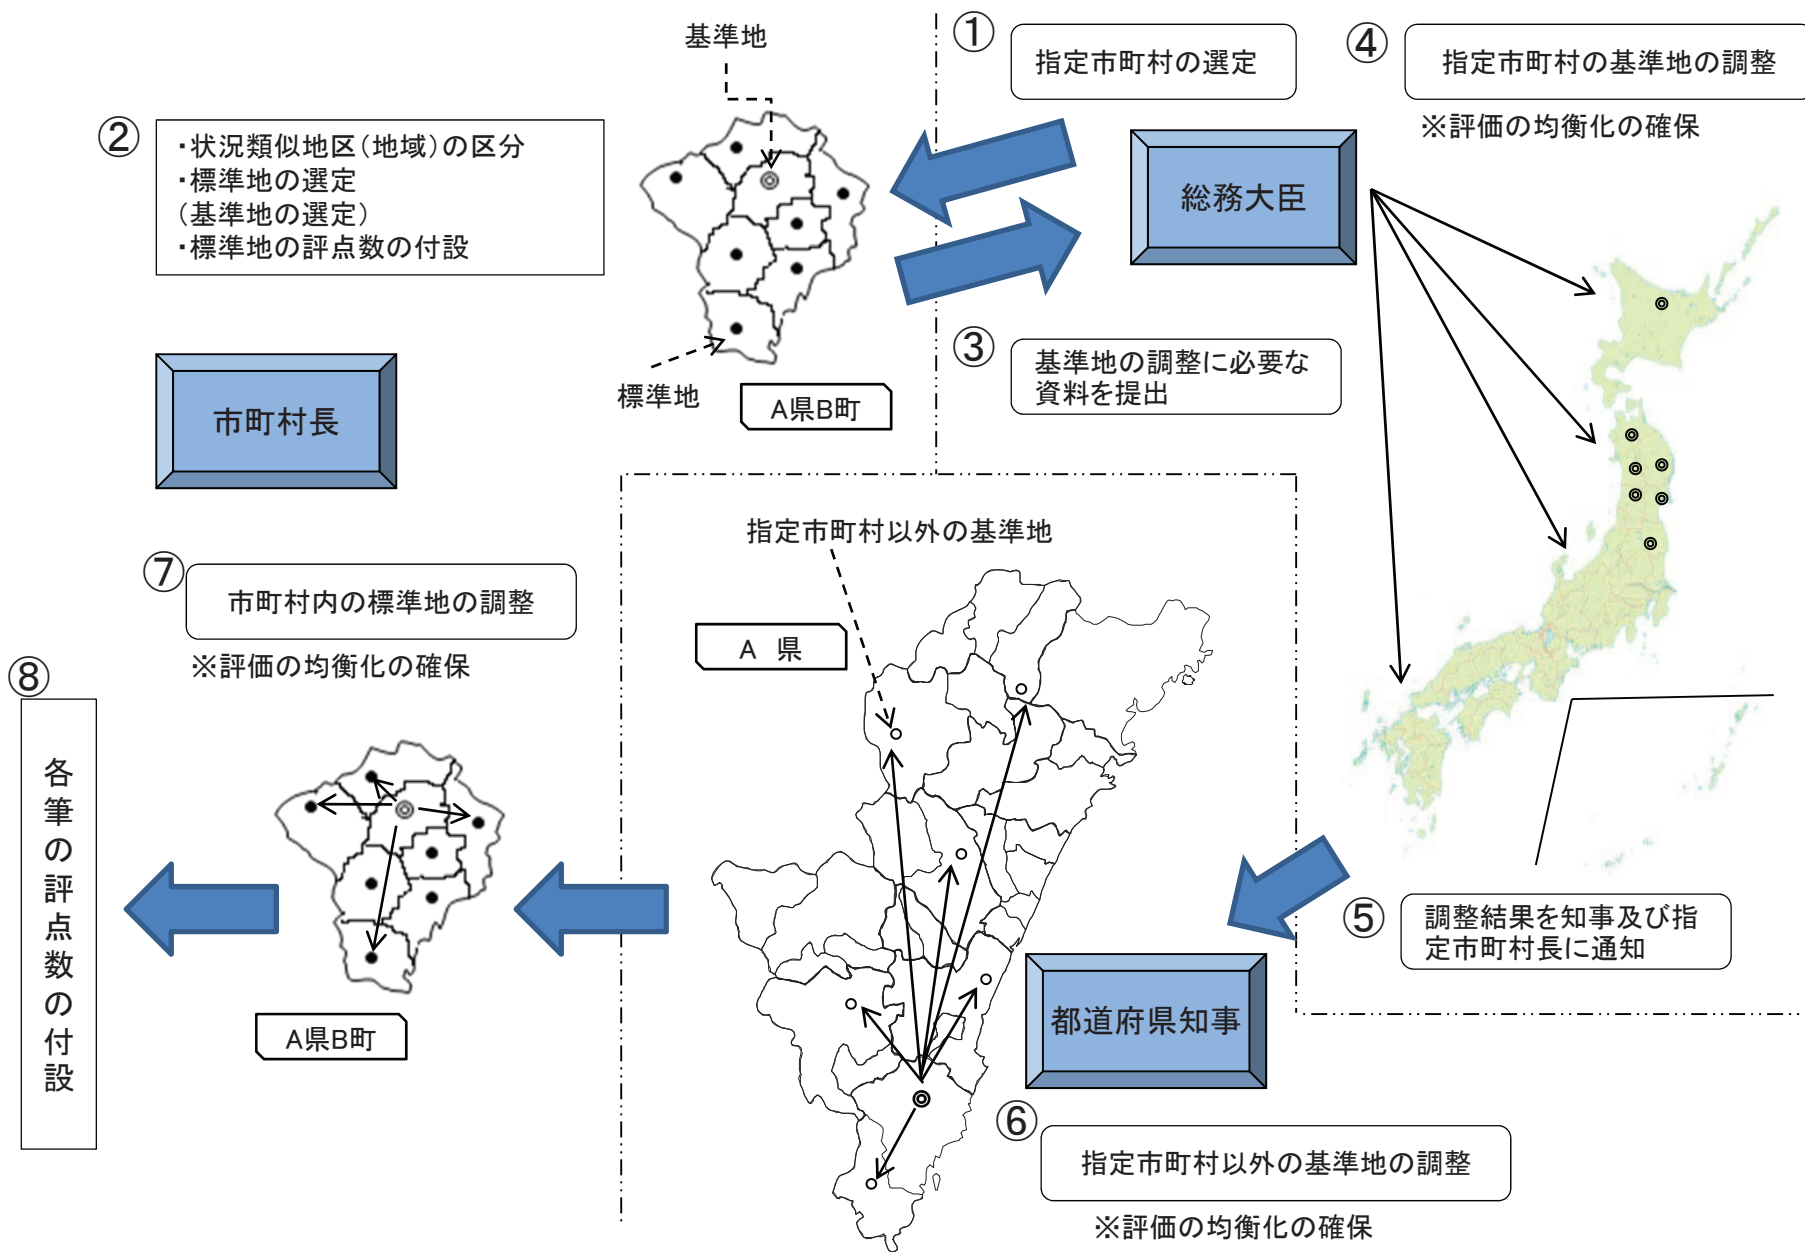 ①
指定市町村の選定
④
指定市町村の基準地の調整
※評価の均衡化の確保
基準地
②
・状況類似地区(地域)の区分
・標準地の選定
(基準地の選定)
・標準地の評点数の付設
総務大臣
③
基準地の調整に必要な
資料を提出
標準地
A県B町
市町村長
指定市町村以外の基準地
⑦
市町村内の標準地の調整
※評価の均衡化の確保
A 県
⑧
各筆の評点数の付設
A県B町
⑤
調整結果を知事及び指
定市町村長に通知
都道府県知事
⑥
指定市町村以外の基準地の調整
※評価の均衡化の確保